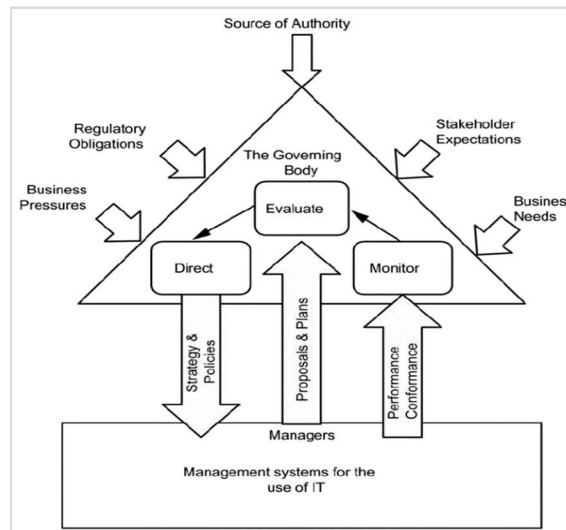 Source of Authority
Regulatory
Obligations
Stakeholder
Expectations
The Governing
Body
Business
Pressures
Busines
Needs
Evaluate
Direct
Monitor
Strategy &
Policies
Proposals & Plans
Performance
Conformance
Managers
Management systems for the
use of IT